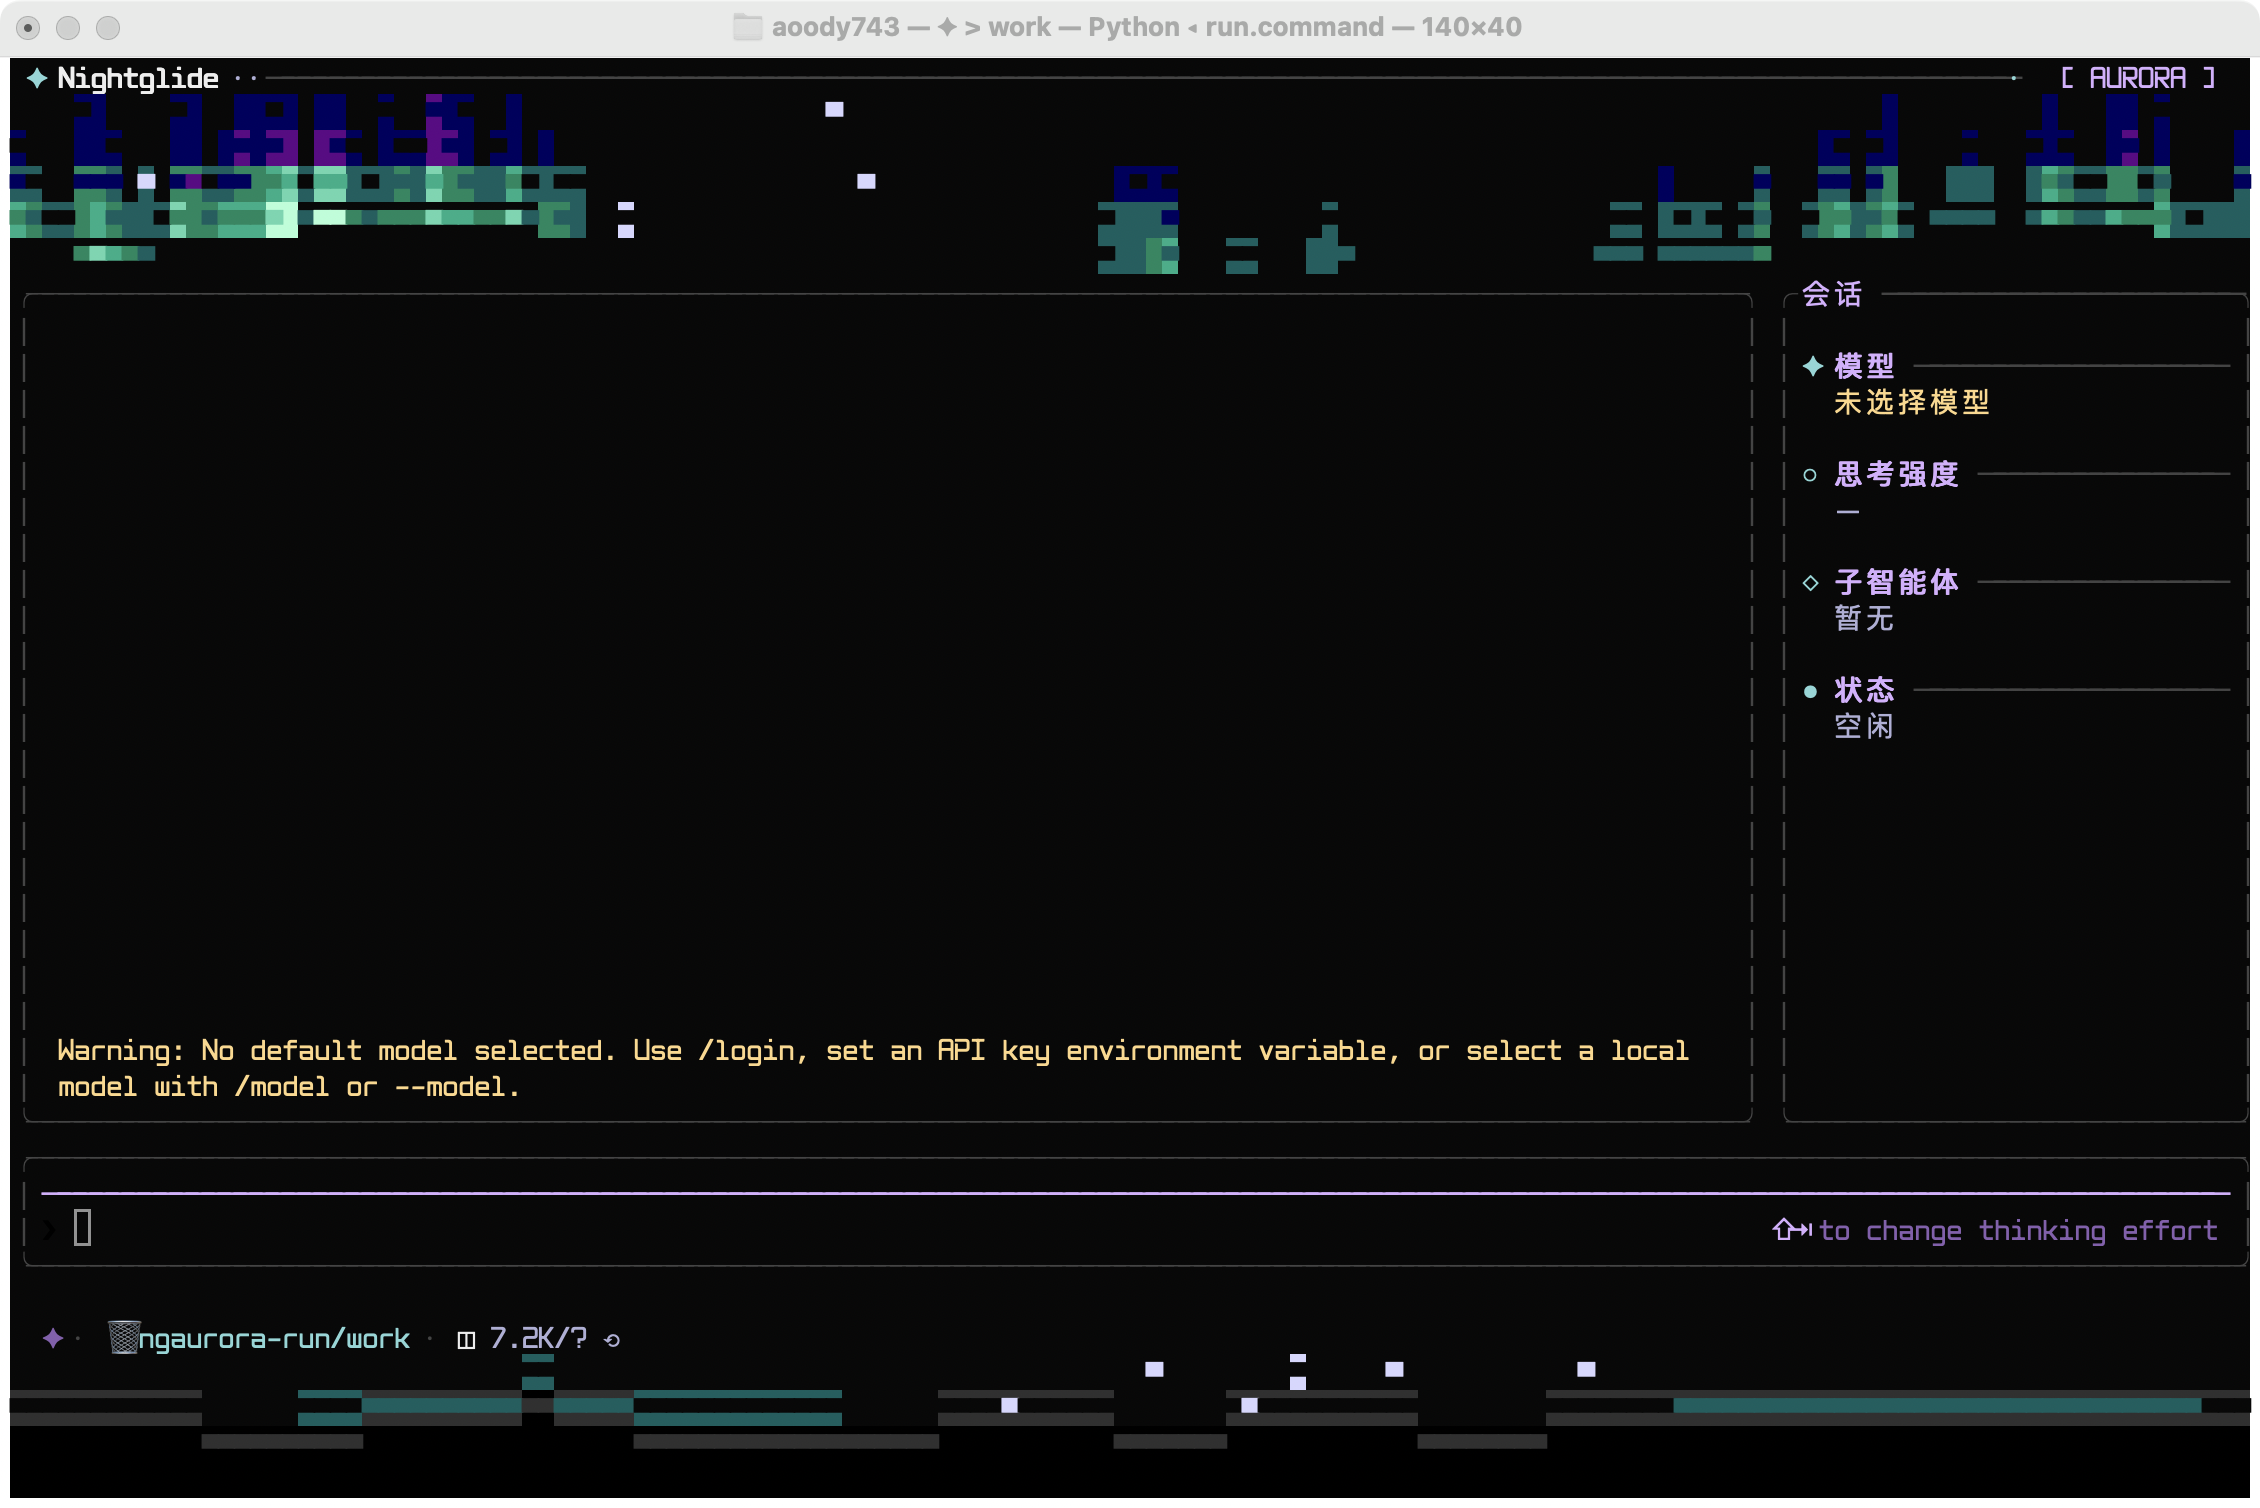 aoody743 — ✦ > work — Python ◂ run.command — 140×40
✦ Nightglide ·· [ AURORA ]
会话
✦ 模型
未选择模型
○ 思考强度
—
◇ 子智能体
暂无
● 状态
空闲
Warning: No default model selected. Use /login, set an API key environment variable, or select a local
model with /model or --model.
❯ ⇧⇥ to change thinking effort
✦ · 🗑ngaurora-run/work · ◫ 7.2K/? ⟲